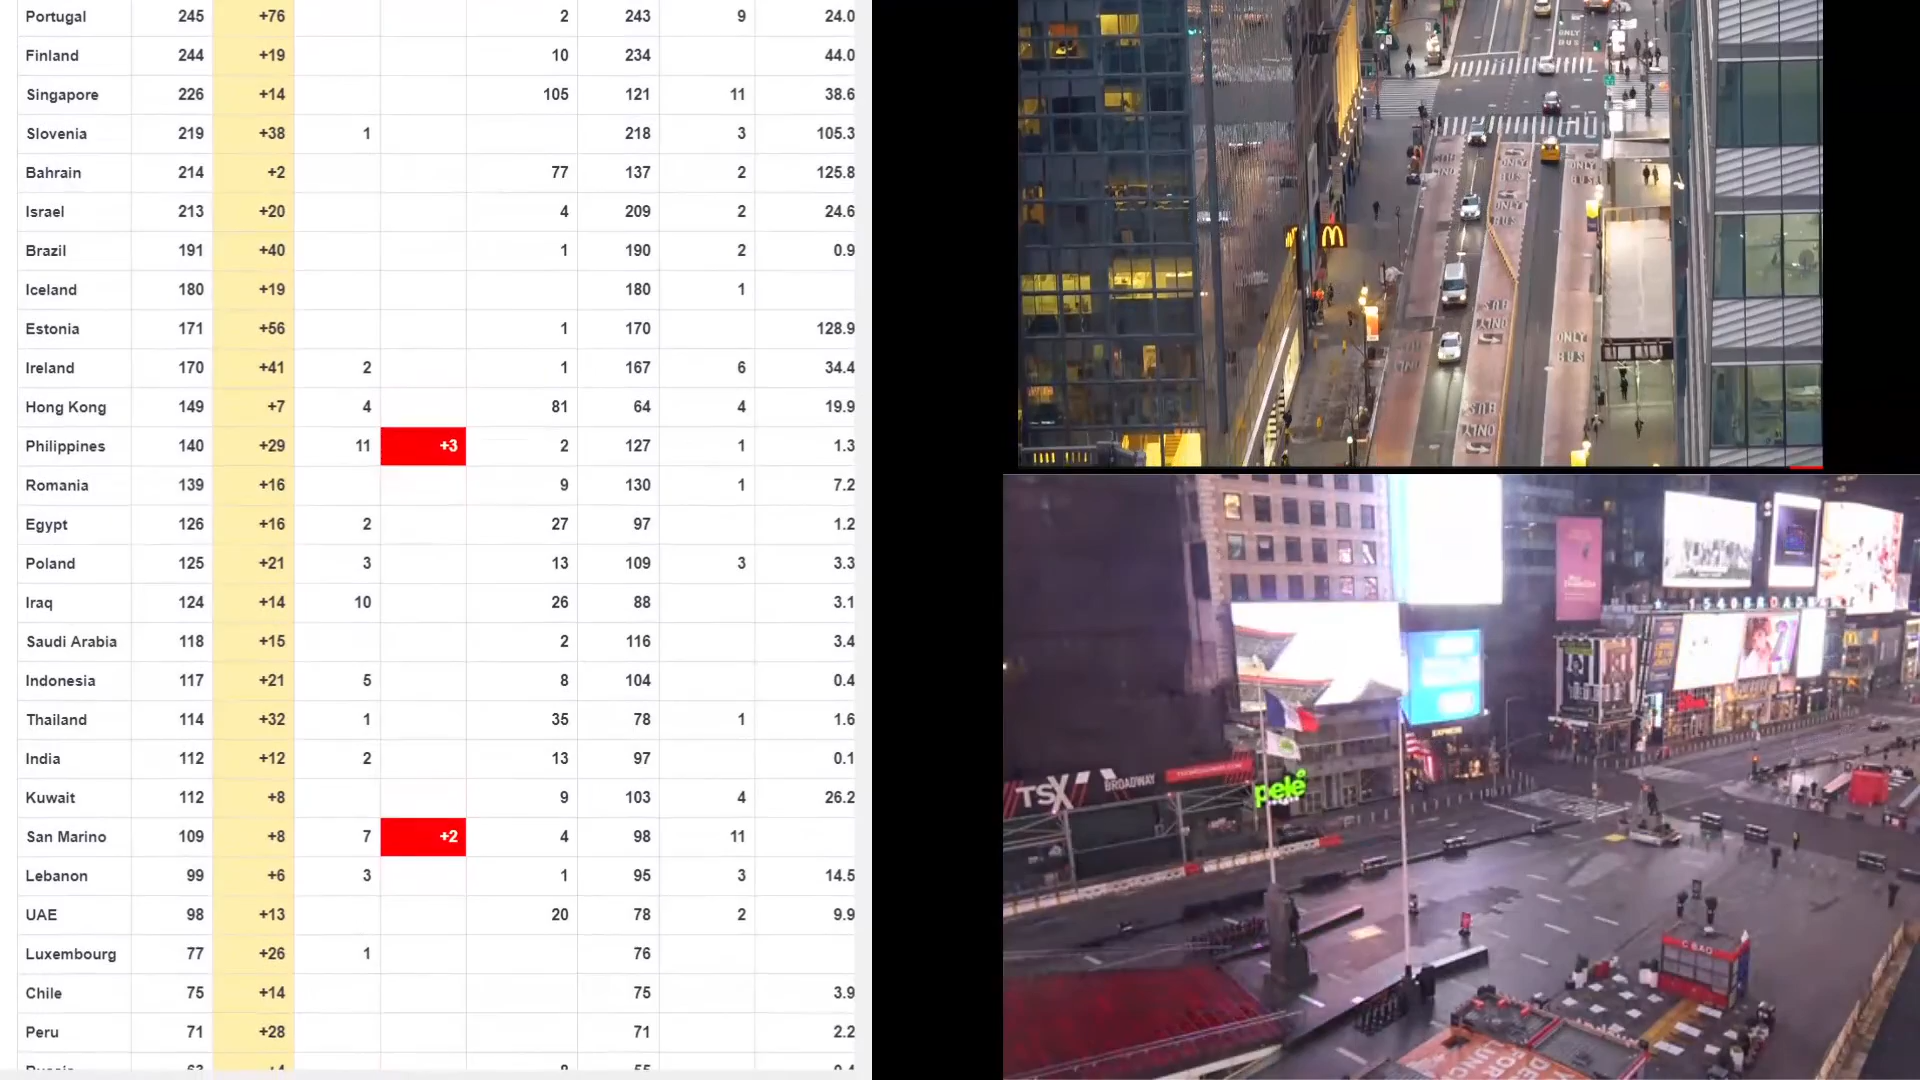 Portugal 245 +76 2 243 9 24.0
Finland 244 +19 10 234 44.0
Singapore 226 +14 105 121 11 38.6
Slovenia 219 +38 1 218 3 105.3
Bahrain 214 +2 77 137 2 125.8
Israel 213 +20 4 209 2 24.6
Brazil 191 +40 1 190 2 0.9
Iceland 180 +19 180 1
Estonia 171 +56 1 170 128.9
Ireland 170 +41 2 1 167 6 34.4
Hong Kong 149 +7 4 81 64 4 19.9
Philippines 140 +29 11 +3 2 127 1 1.3
Romania 139 +16 9 130 1 7.2
Egypt 126 +16 2 27 97 1.2
Poland 125 +21 3 13 109 3 3.3
Iraq 124 +14 10 26 88 3.1
Saudi Arabia 118 +15 2 116 3.4
Indonesia 117 +21 5 8 104 0.4
Thailand 114 +32 1 35 78 1 1.6
India 112 +12 2 13 97 0.1
Kuwait 112 +8 9 103 4 26.2
San Marino 109 +8 7 +2 4 98 11
Lebanon 99 +6 3 1 95 3 14.5
UAE 98 +13 20 78 2 9.9
Luxembourg 77 +26 1 76
Chile 75 +14 75 3.9
Peru 71 +28 71 2.2
ONLY
BUS
ONLY
BUS
ONLY
BUS
ONLY
BUS
ONLY
BUS
BUS
ONLY
BUS
ONLY
TSX
BROADWAY
pelé